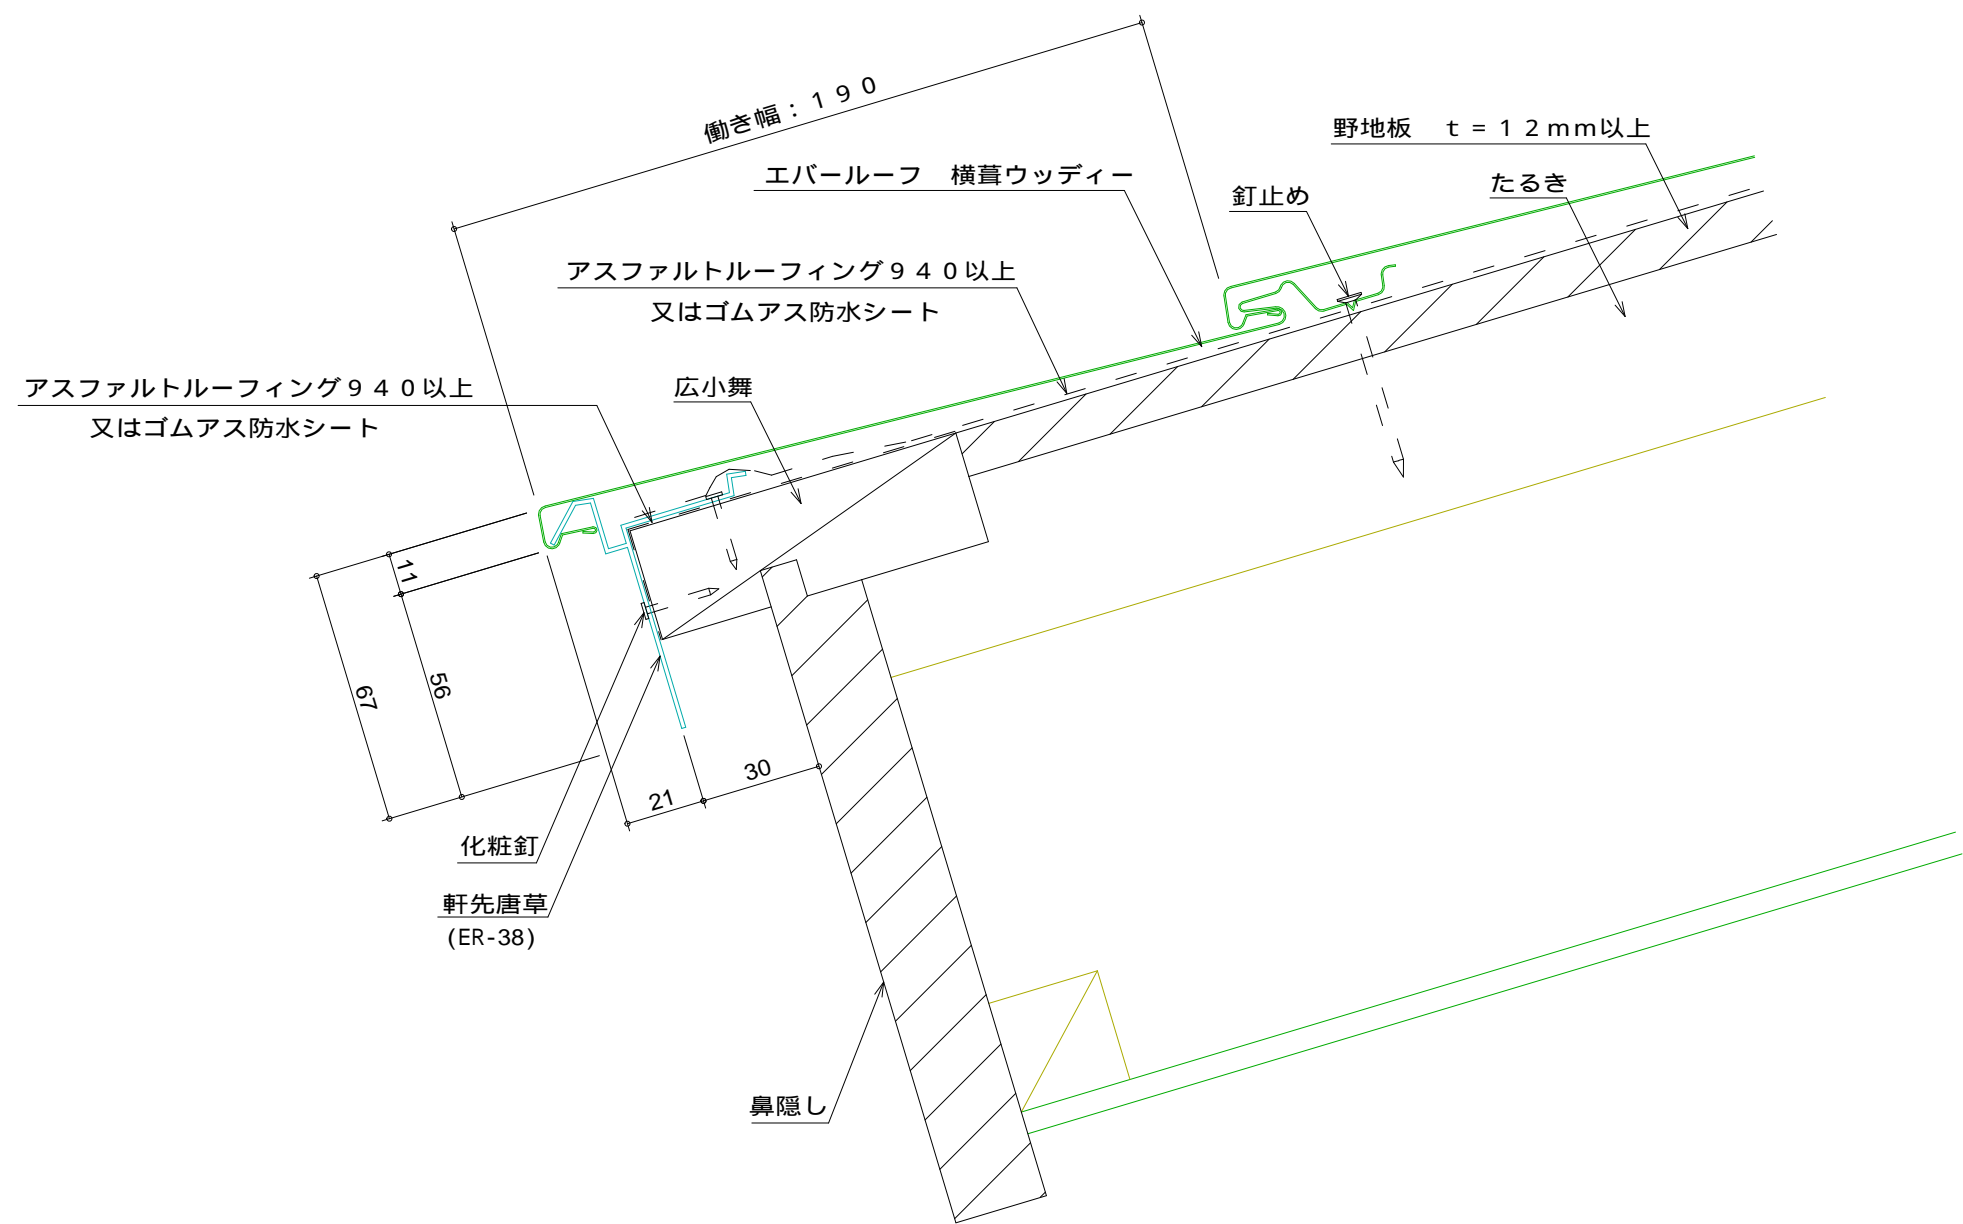 働き幅：１９０
野地板　ｔ＝１２ｍｍ以上
エバールーフ　横葺ウッディー
たるき
釘止め
アスファルトルーフィング９４０以上
又はゴムアス防水シート
アスファルトルーフィング９４０以上
又はゴムアス防水シート
広小舞
11
67
56
30
21
化粧釘
軒先唐草
(ER-38)
鼻隠し